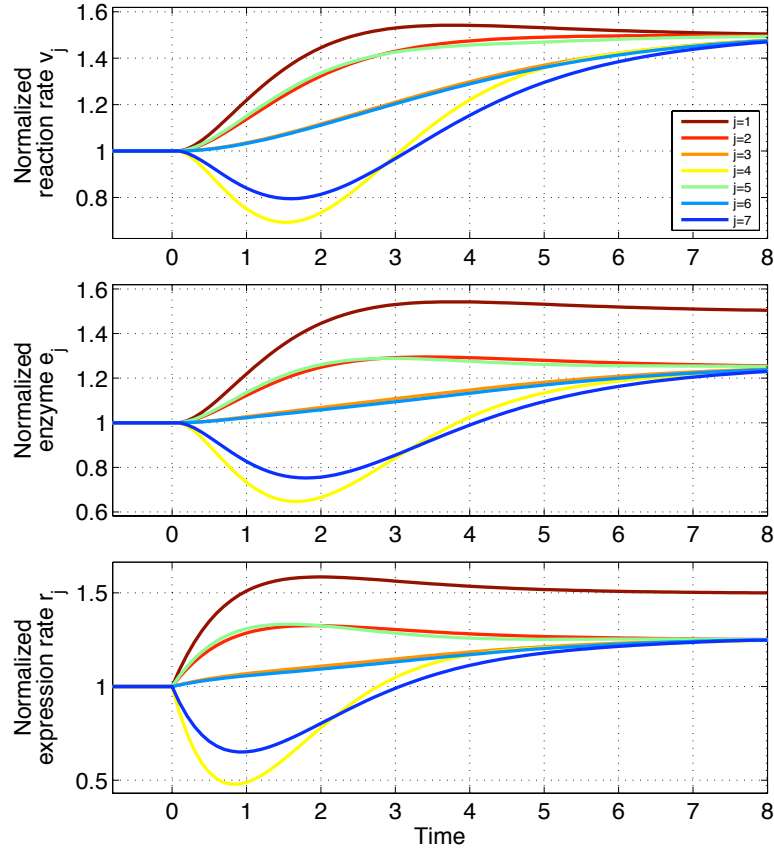 1.6
1.4
1.2
1
0.8
Normalized
reaction rate v_j
j=1
j=2
j=3
j=4
j=5
j=6
j=7
0 1 2 3 4 5 6 7 8
1.6
1.4
1.2
1
0.8
0.6
Normalized
enzyme e_j
0 1 2 3 4 5 6 7 8
1.5
1
0.5
Normalized
expression rate r_j
0 1 2 3 4 5 6 7 8
Time